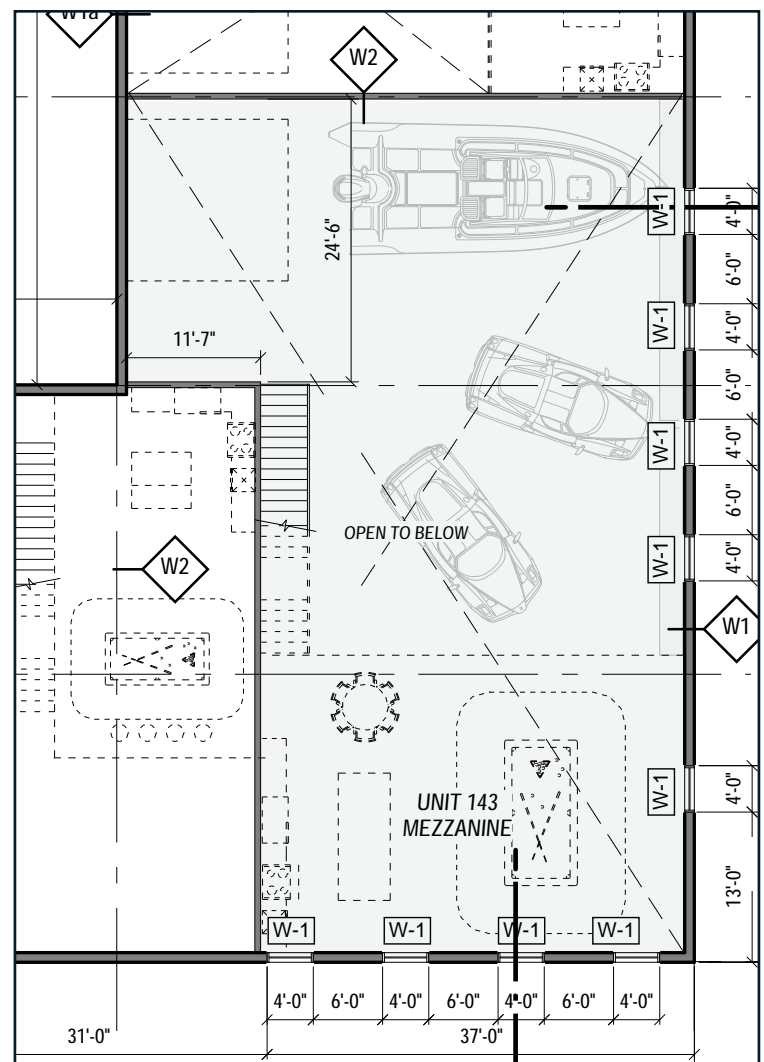 W1a
W2
W-1
4'-0"
24'-6"
6'-0"
11'-7"
W-1
4'-0"
6'-0"
W-1
4'-0"
6'-0"
OPEN TO BELOW
W-1
4'-0"
W2
W1
W-1
4'-0"
UNIT 143
MEZZANINE
13'-0"
W-1
W-1
W-1
W-1
4'-0"
6'-0"
4'-0"
6'-0"
4'-0"
6'-0"
4'-0"
31'-0"
37'-0"